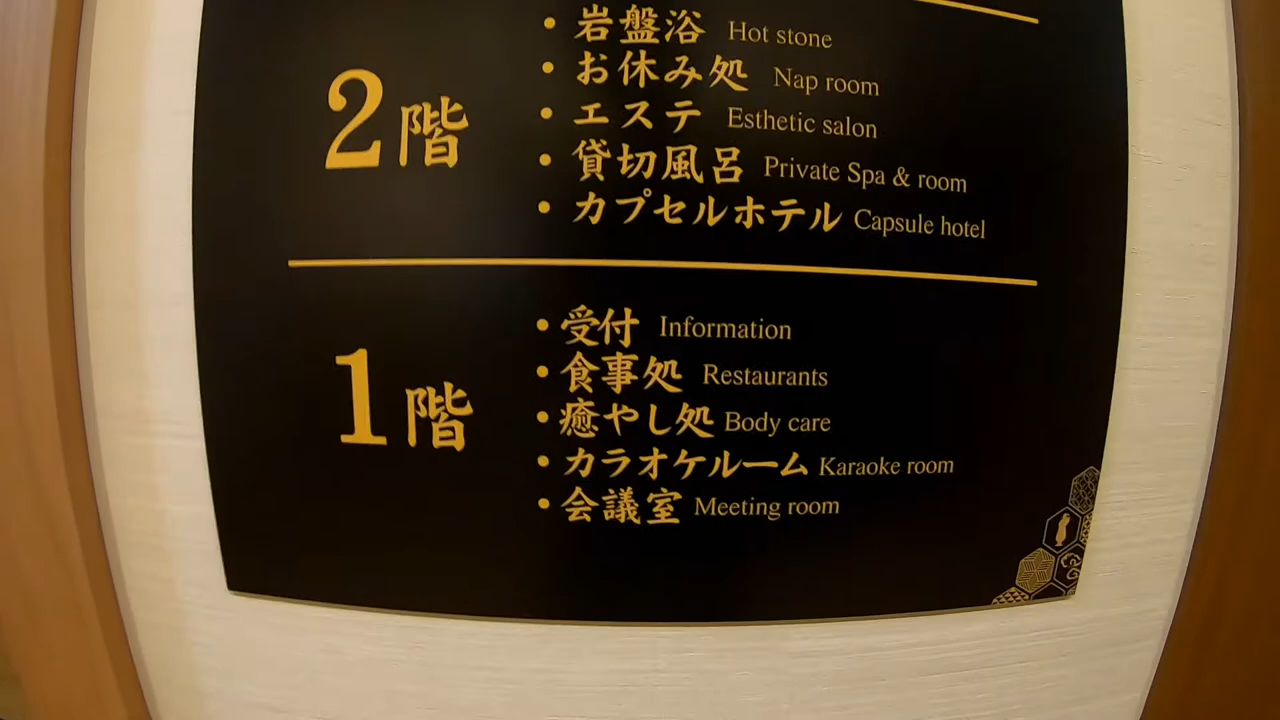 2階
・岩盤浴 Hot stone
・お休み処 Nap room
・エステ Esthetic salon
・貸切風呂 Private Spa & room
・カプセルホテル Capsule hotel
1階
・受付 Information
・食事処 Restaurants
・癒やし処 Body care
・カラオケルーム Karaoke room
・会議室 Meeting room